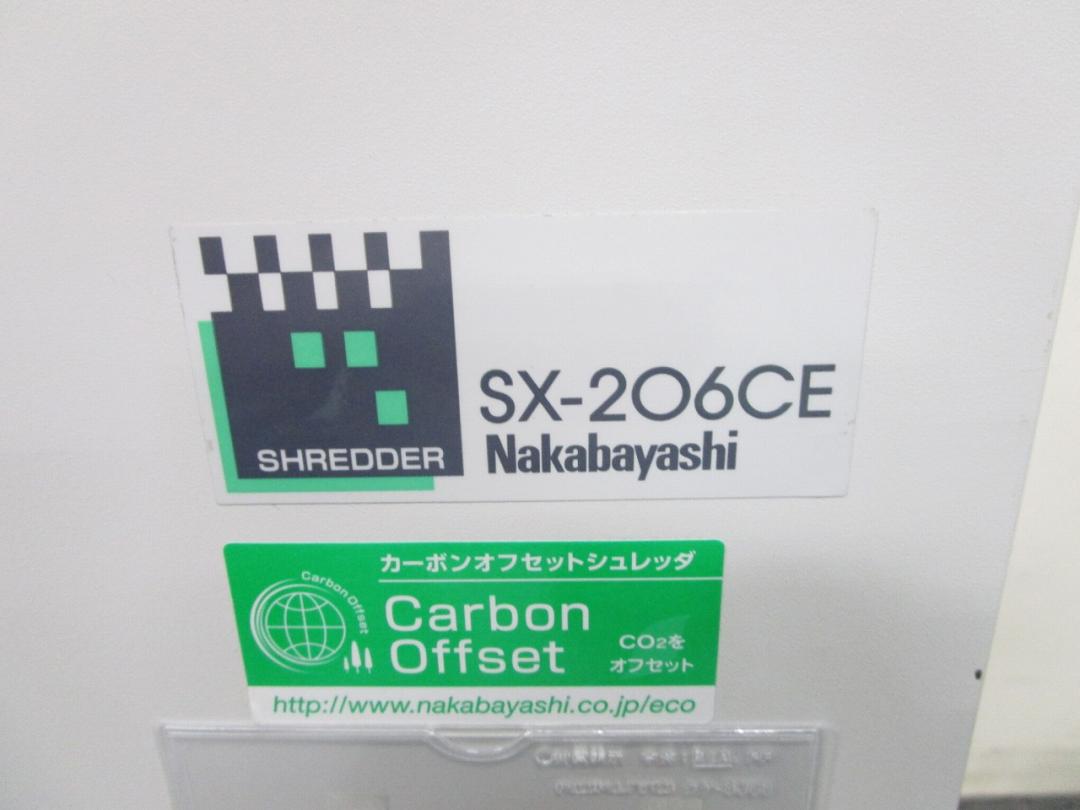 SHREDDER
SX-206CE
Nakabayashi
カーボンオフセットシュレッダ
Carbon Offset
Carbon
Offset
CO2を
オフセット
http://www.nakabayashi.co.jp/eco